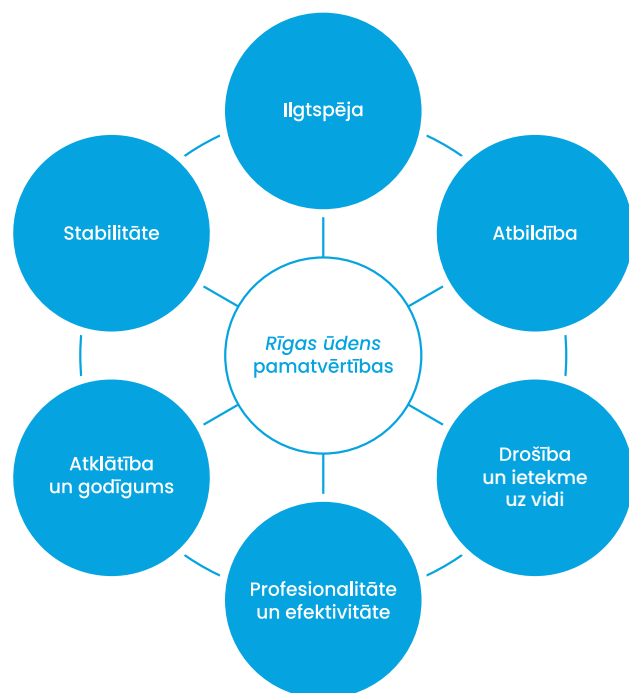 Ilgtspēja
Stabilitāte
Atbildība
Rīgas ūdens
pamatvērtības
Atklātība
un godīgums
Drošība
un ietekme
uz vidi
Profesionalitāte
un efektivitāte